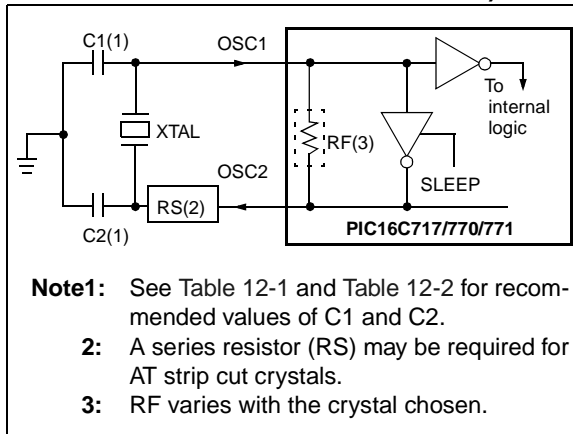 C1(1)
OSC1
To
internal
logic
XTAL
RF(3)
OSC2
SLEEP
RS(2)
C2(1)
PIC16C717/770/771
Note1: See Table 12-1 and Table 12-2 for recom-
mended values of C1 and C2.
2: A series resistor (RS) may be required for
AT strip cut crystals.
3: RF varies with the crystal chosen.